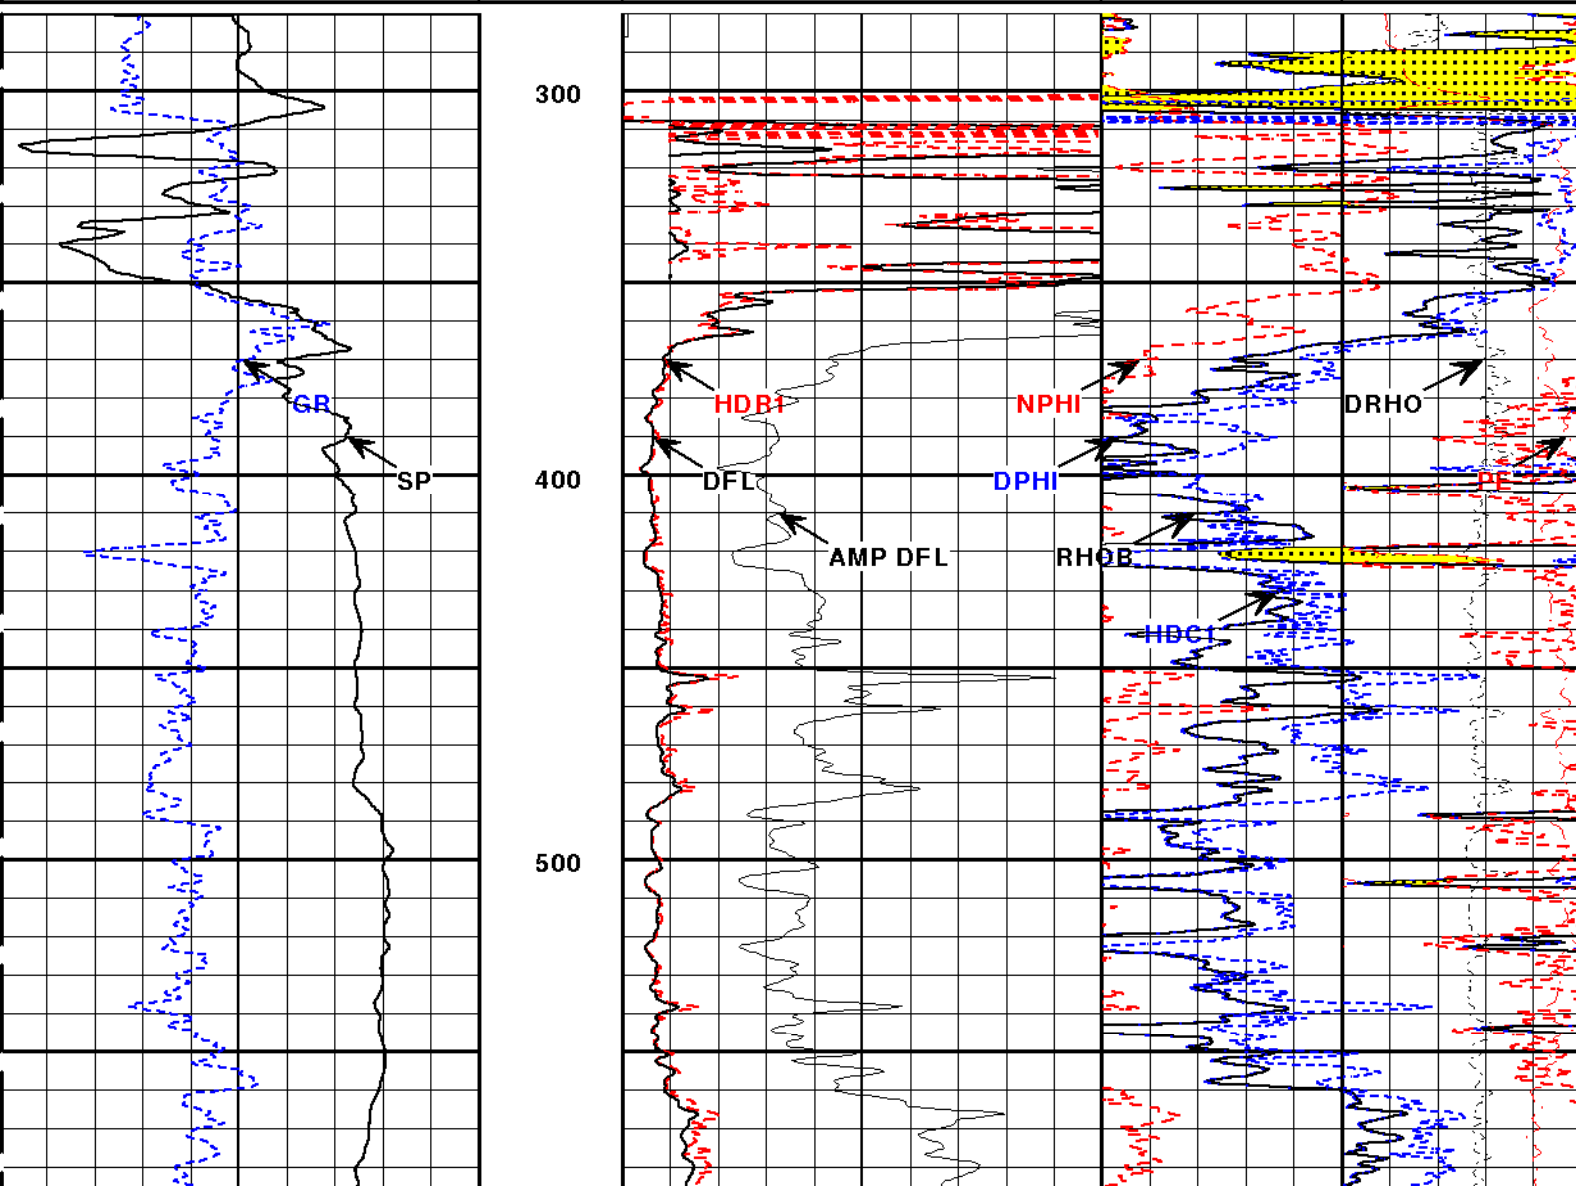 300
GR
HDR1
NPHI
DRHO
SP
400
DFL
DPHI
PE
AMP DFL
RHOB
HDC1
500